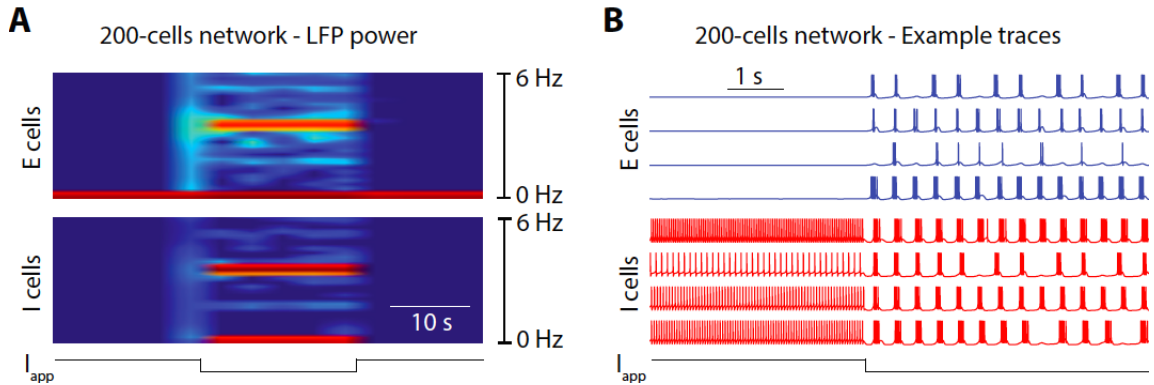 A
200-cells network - LFP power
E cells
6 Hz
0 Hz
I cells
6 Hz
0 Hz
10 s
Iapp
B
200-cells network - Example traces
1 s
E cells
I cells
Iapp